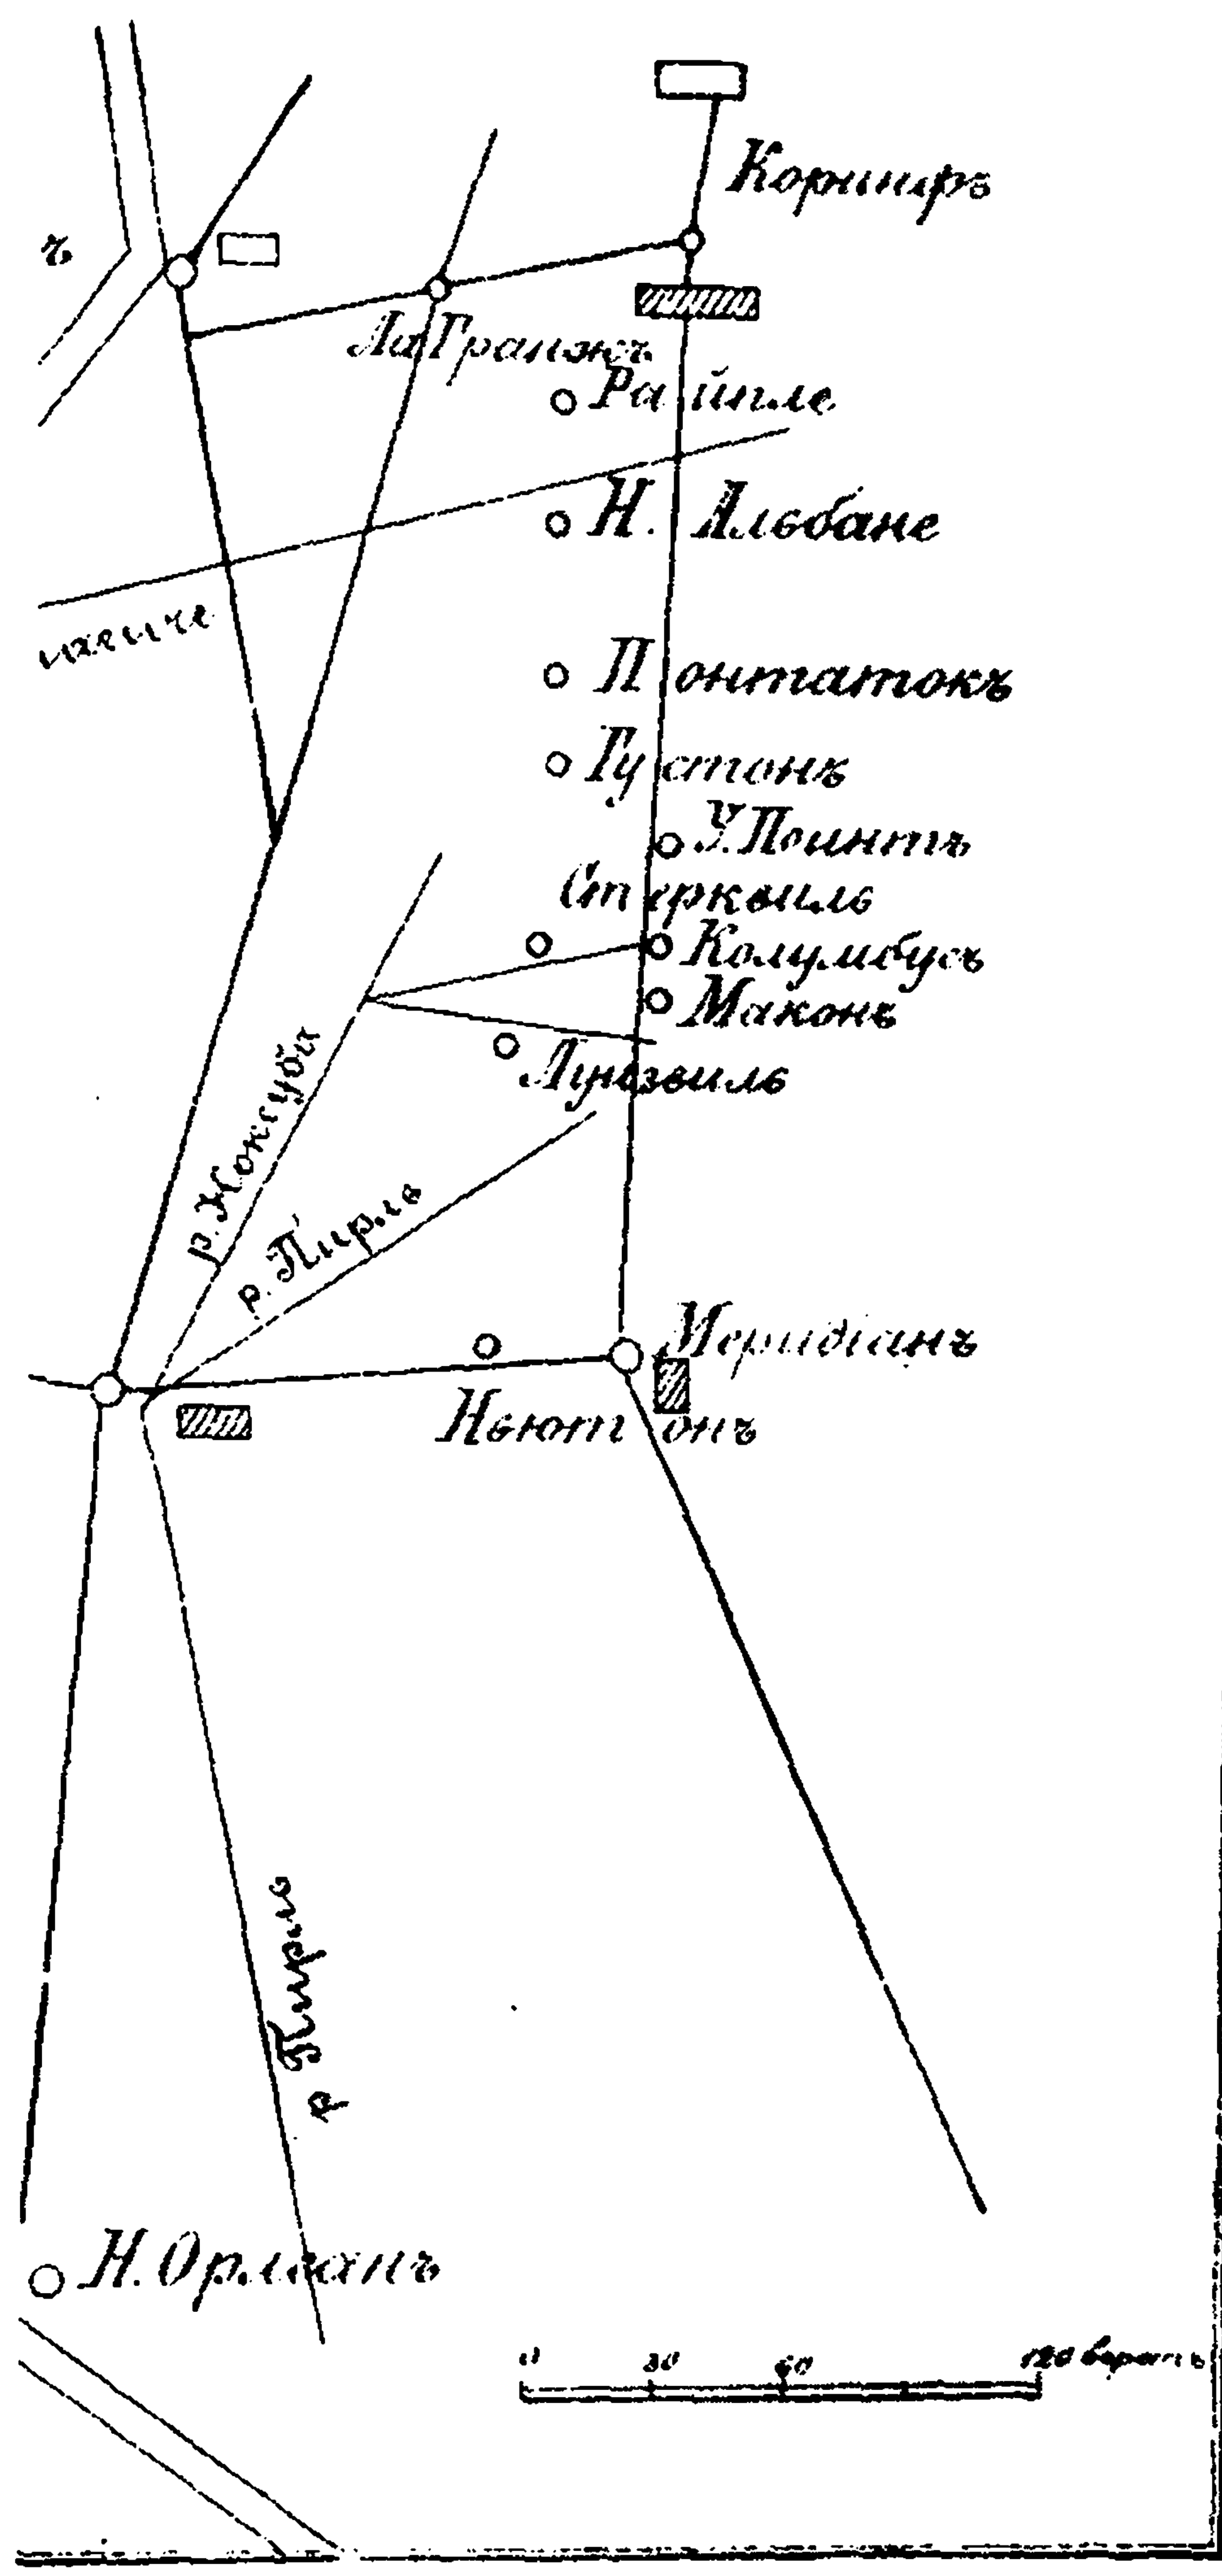 Коринфъ
ъ
Ла Гранжъ
Райпле
Н. Альбане
Понтатокъ
Густонъ
У. Поинтъ
Старквиль
Колумбусъ
Маконъ
Луизвиль
р. Ноксуби
р. Пирль
Меридіанъ
Ньютонъ
р Пирль
Н. Орлеанъ
0 30 60 120 верстъ